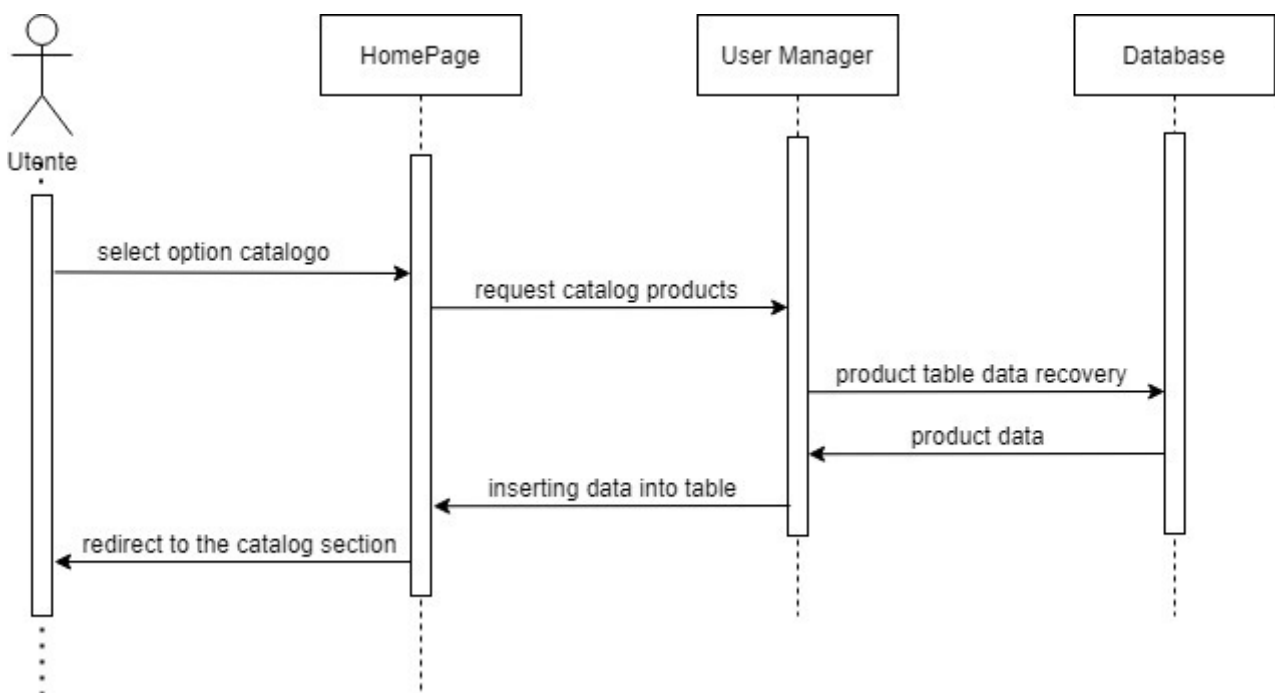 HomePage
User Manager
Database
Utente
select option catalogo
request catalog products
product table data recovery
product data
inserting data into table
redirect to the catalog section